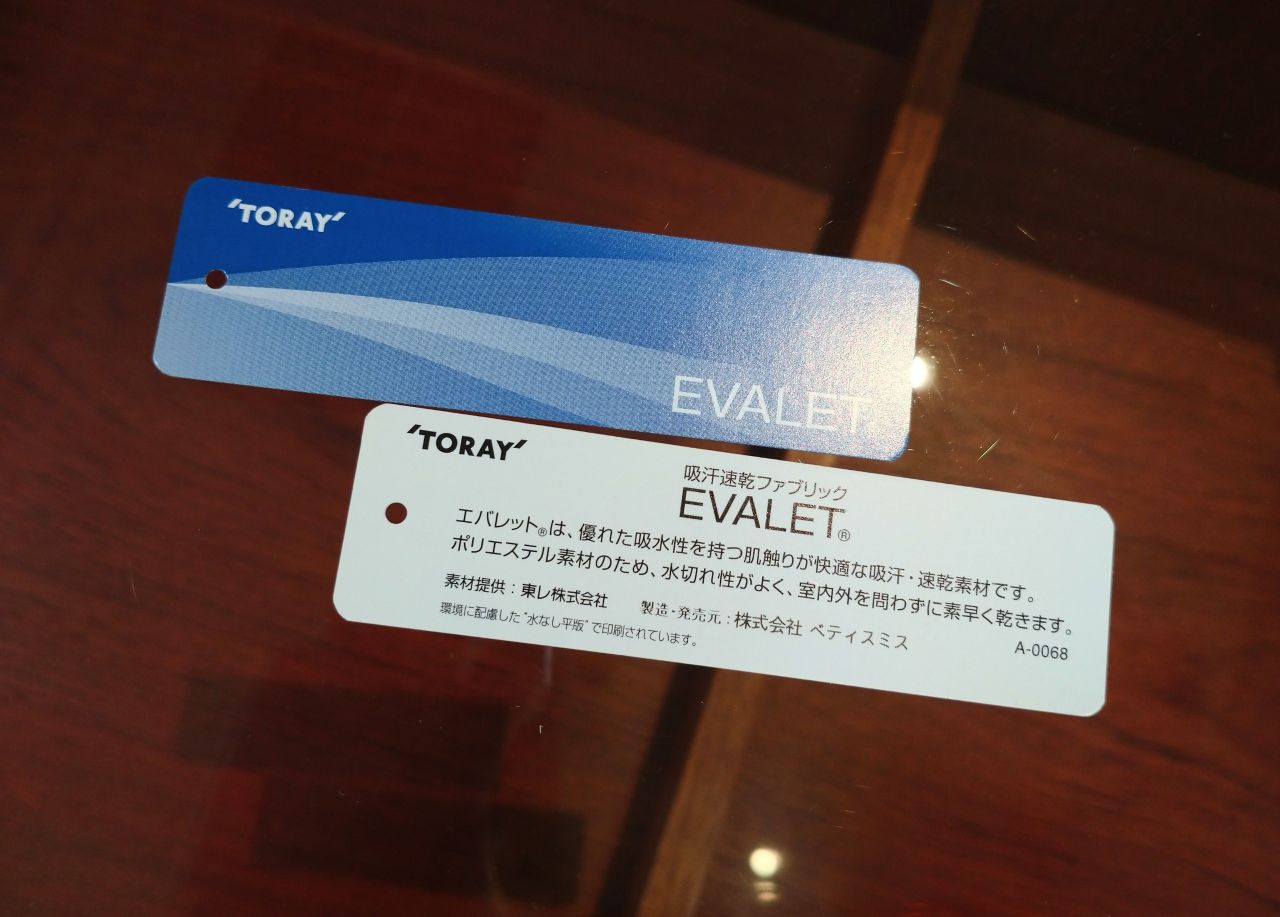 'TORAY'
EVALET
'TORAY'
吸汗速乾ファブリック
EVALET®
エバレット®は、優れた吸水性を持つ肌触りが快適な吸汗・速乾素材です。
ポリエステル素材のため、水切れ性がよく、室内外を問わずに素早く乾きます。
素材提供：東レ株式会社 製造・発売元：株式会社 ベティスミス
環境に配慮した"水なし平版"で印刷されています。
A-0068